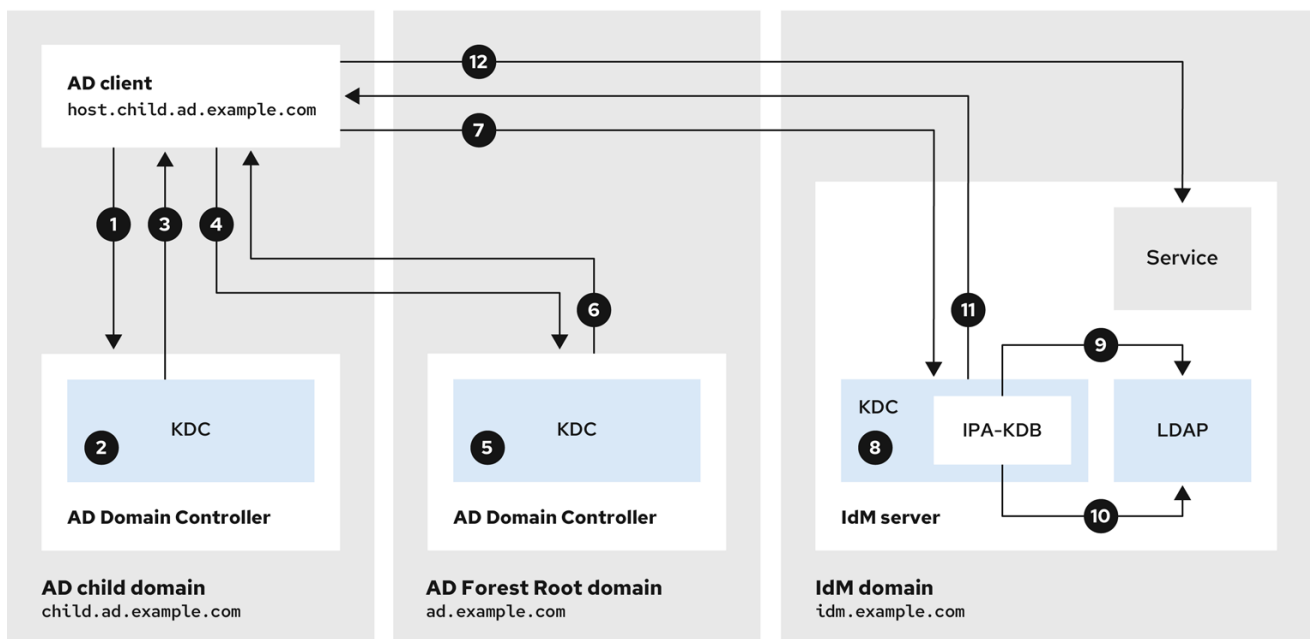 12
AD client
host.child.ad.example.com
7
1
3
4
Service
6
11
9
KDC
2
KDC
5
KDC
8
IPA-KDB
LDAP
AD Domain Controller
AD Domain Controller
IdM server
10
AD child domain
child.ad.example.com
AD Forest Root domain
ad.example.com
IdM domain
idm.example.com